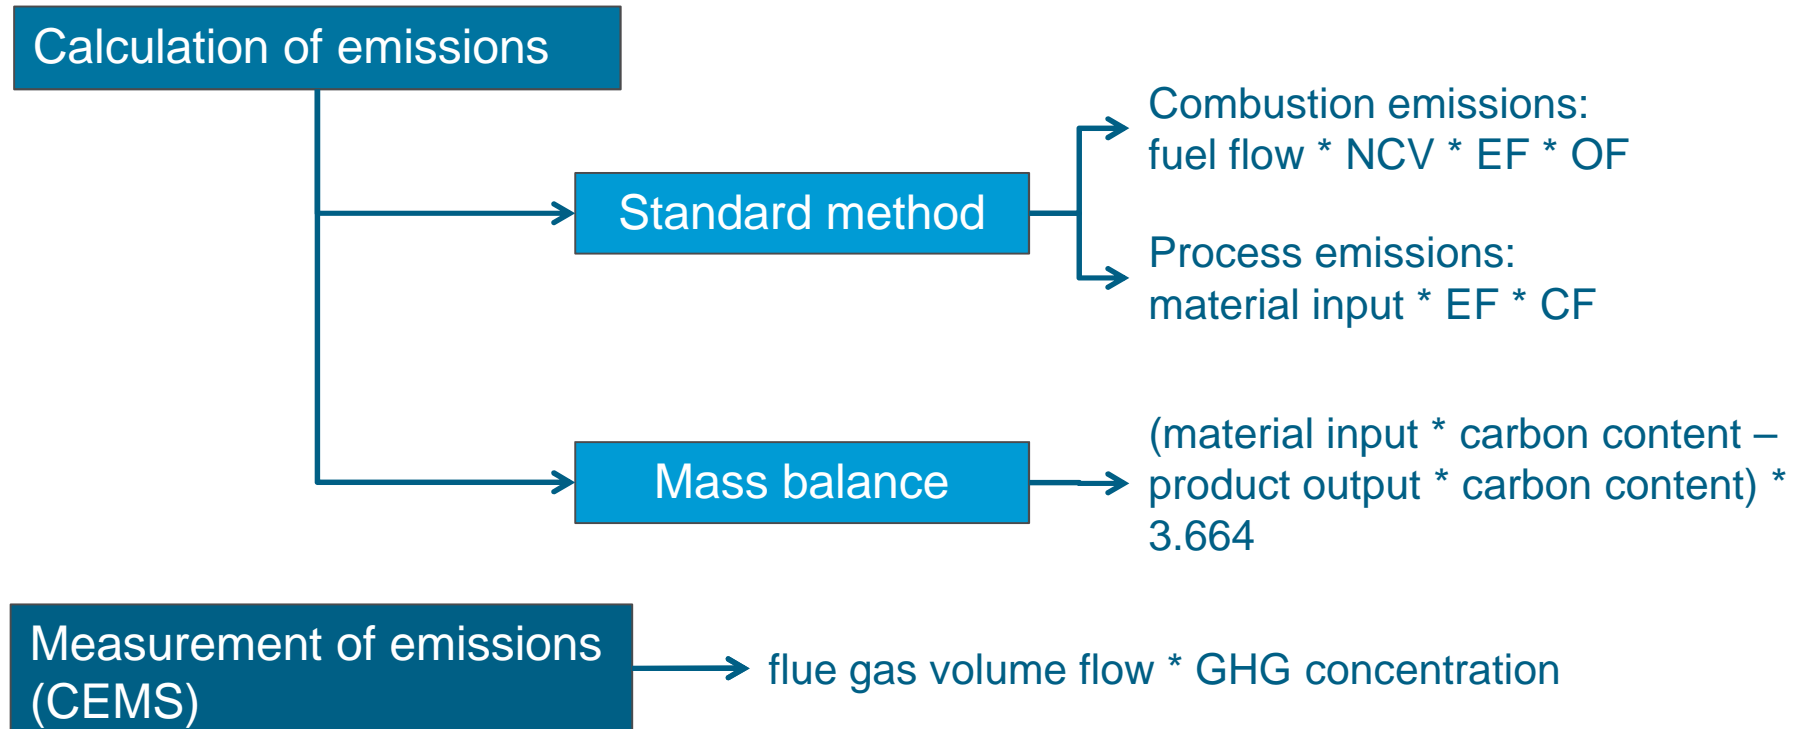 Calculation of emissions
Combustion emissions:
fuel flow * NCV * EF * OF
Standard method
Process emissions:
material input * EF * CF
Mass balance
(material input * carbon content –
product output * carbon content) *
3.664
Measurement of emissions
(CEMS)
flue gas volume flow * GHG concentration